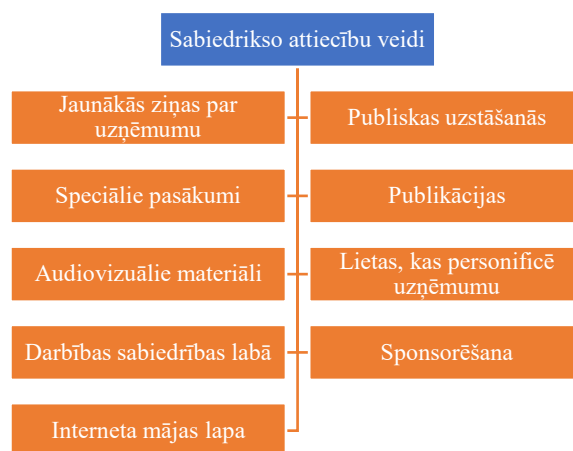 Sabiedrikso attiecību veidi
Jaunākās ziņas par
uzņēmumu
Publiskas uzstāšanās
Speciālie pasākumi
Publikācijas
Audiovizuālie materiāli
Lietas, kas personificē
uzņēmumu
Darbības sabiedrības labā
Sponsorēšana
Interneta mājas lapa